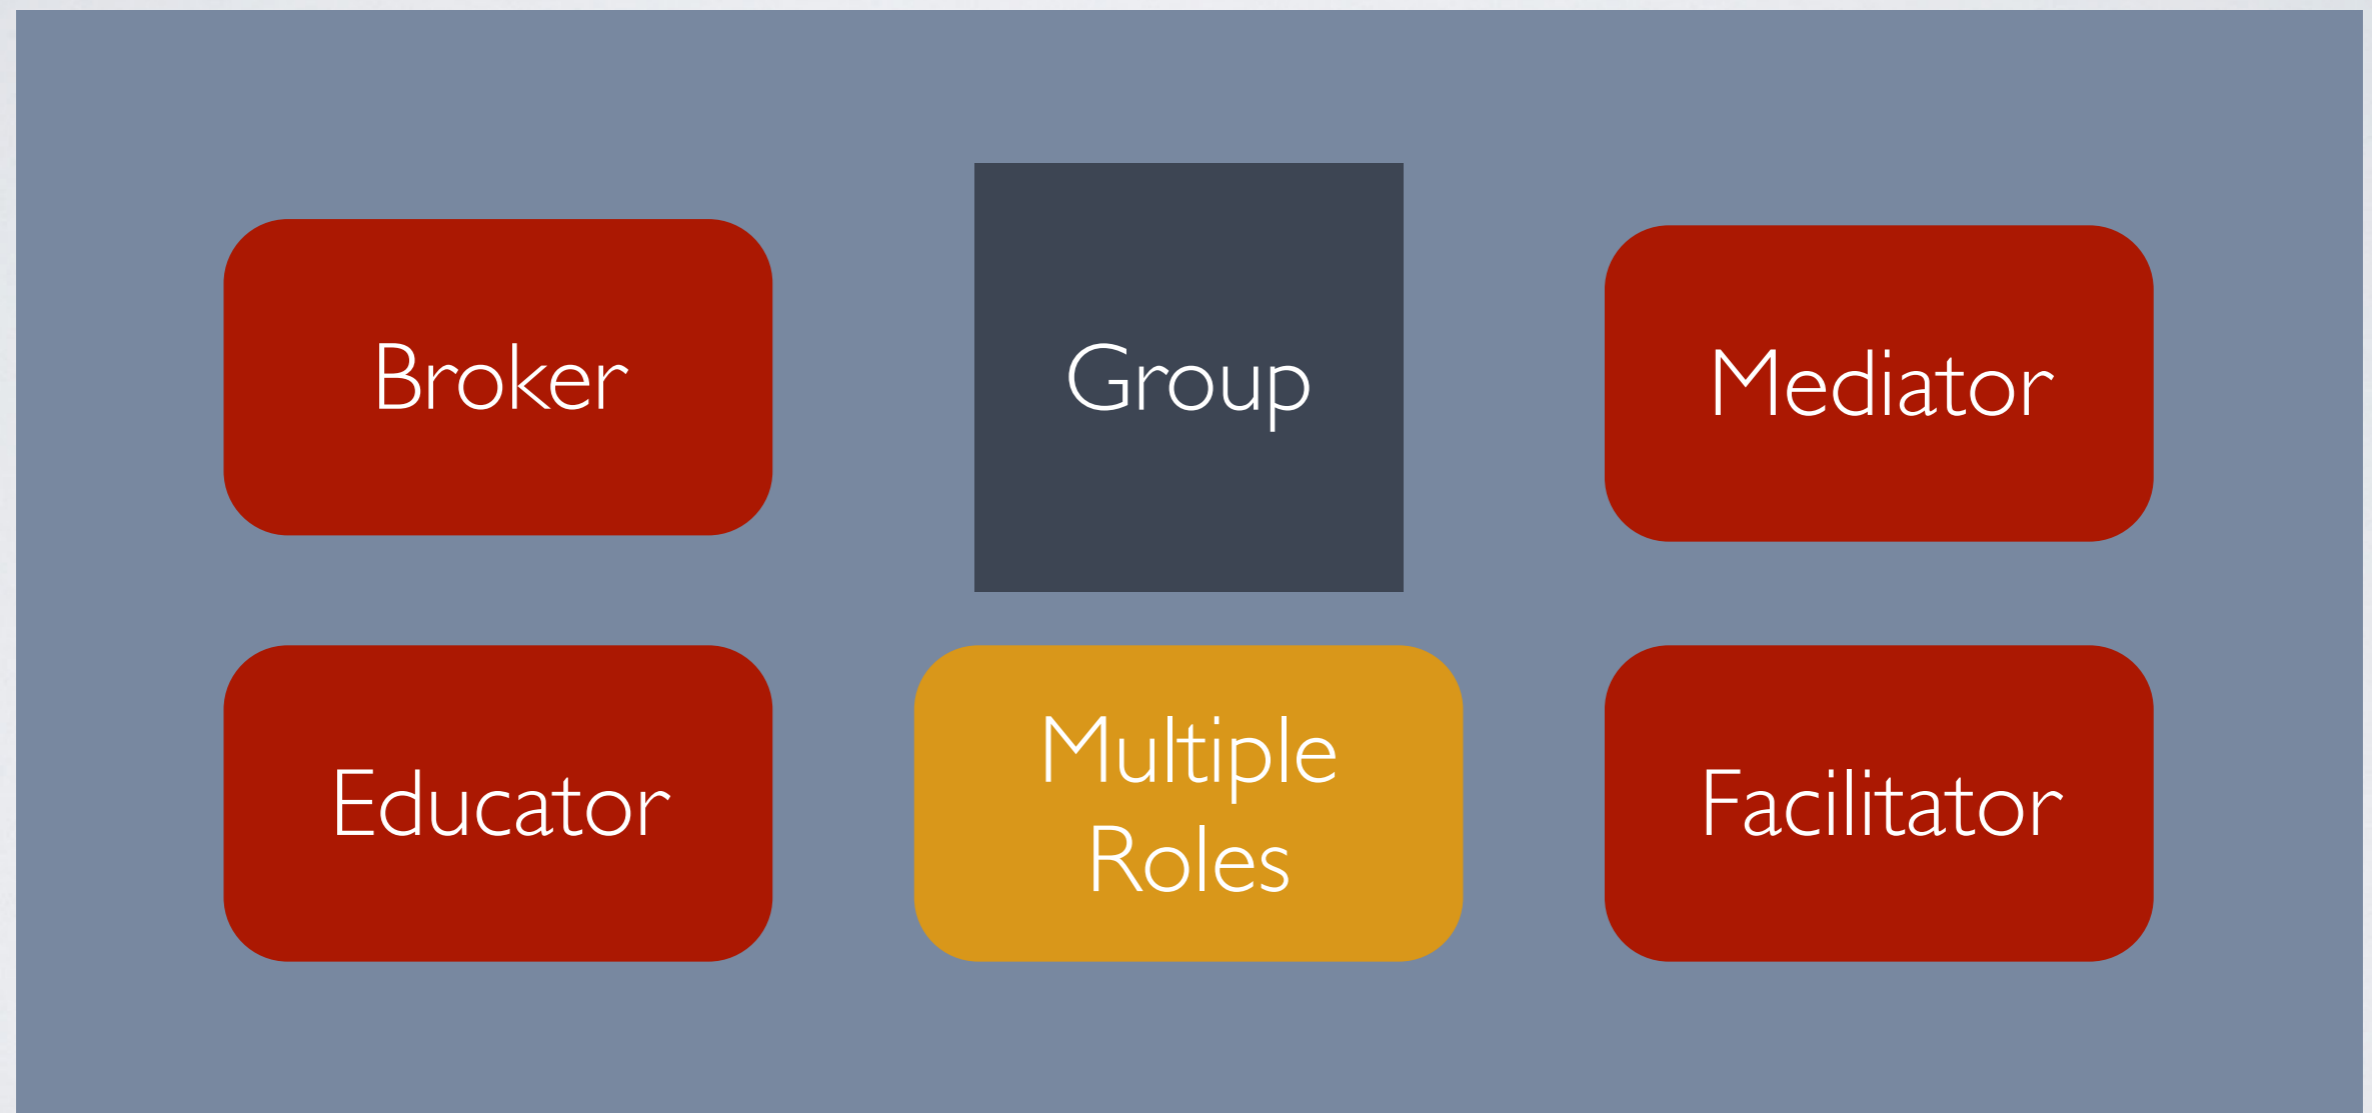 Broker
Group
Mediator
Educator
Multiple
Roles
Facilitator